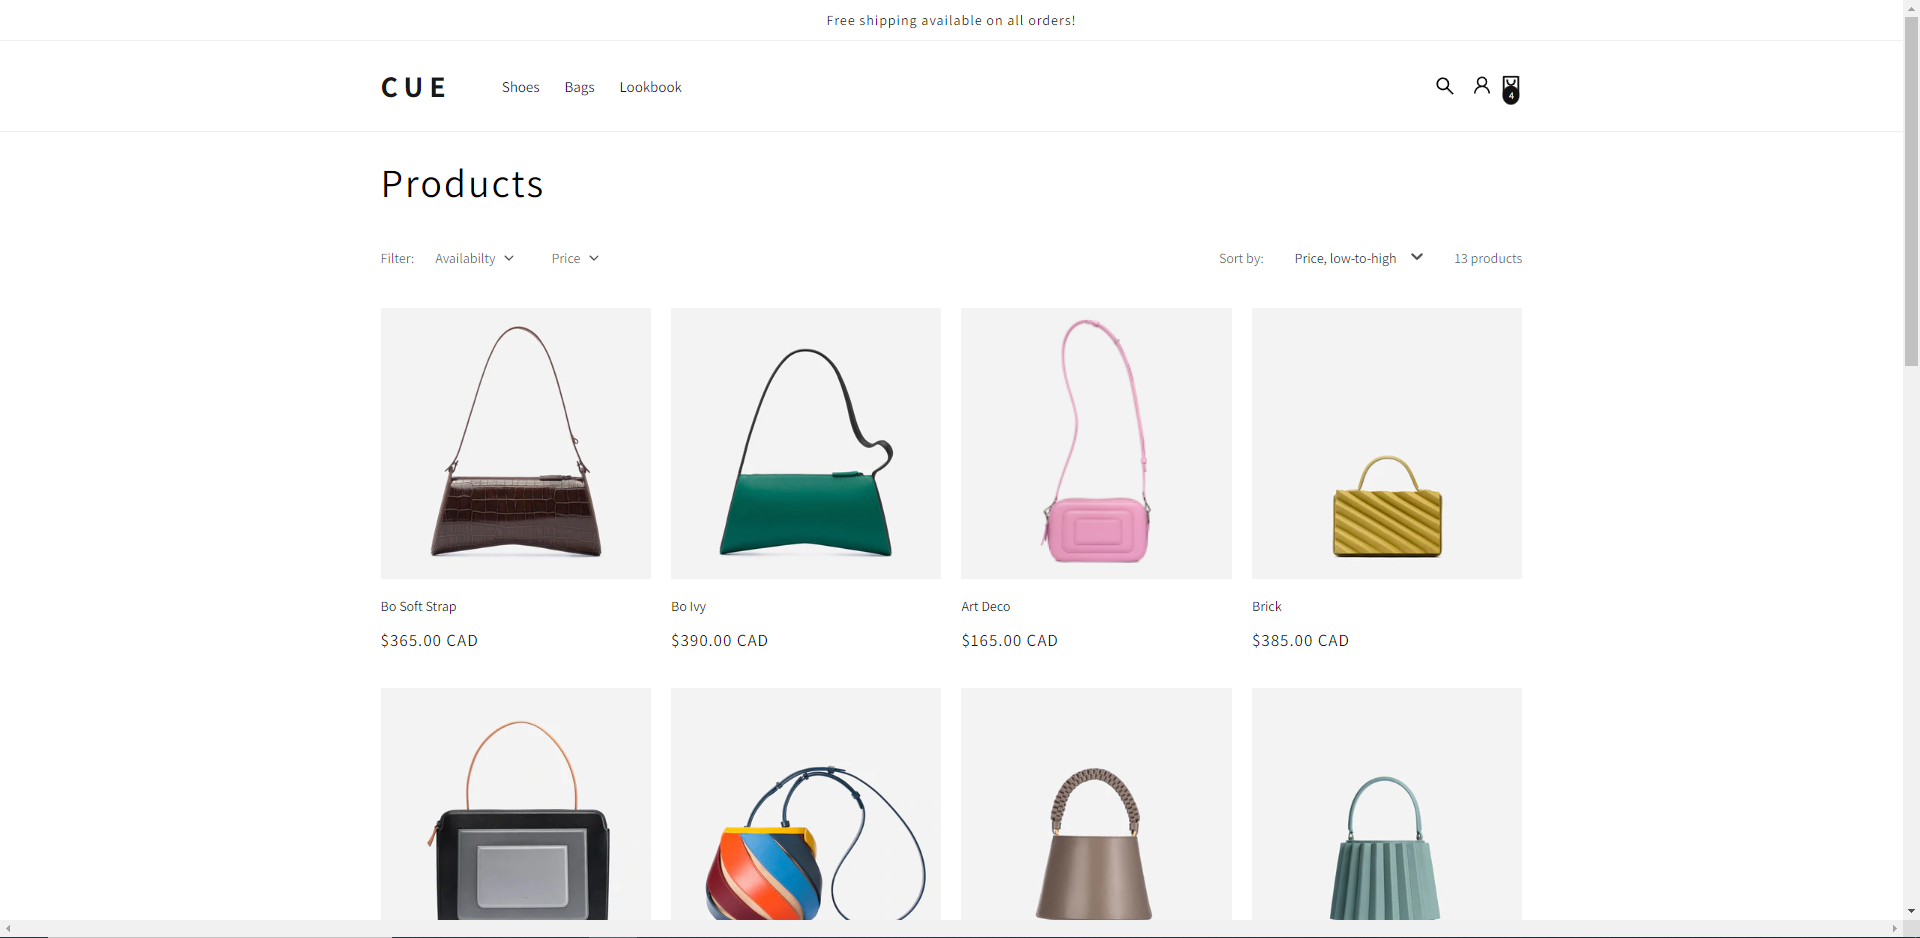 Free shipping available on all orders!
CUE Shoes Bags Lookbook 4
Products
Filter: Availabilty Price Sort by: Price, low-to-high 13 products
Bo Soft Strap Bo Ivy Art Deco Brick
$365.00 CAD $390.00 CAD $165.00 CAD $385.00 CAD